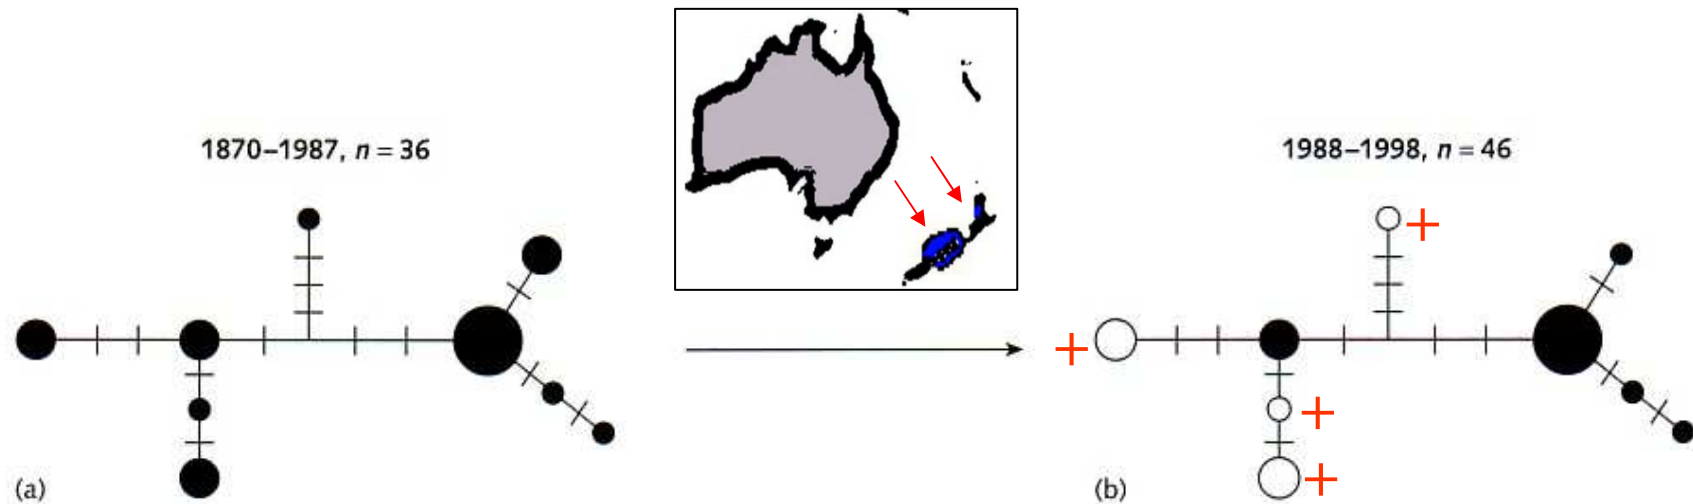 1870–1987, n = 36
1988–1998, n = 46
(a)
(b)